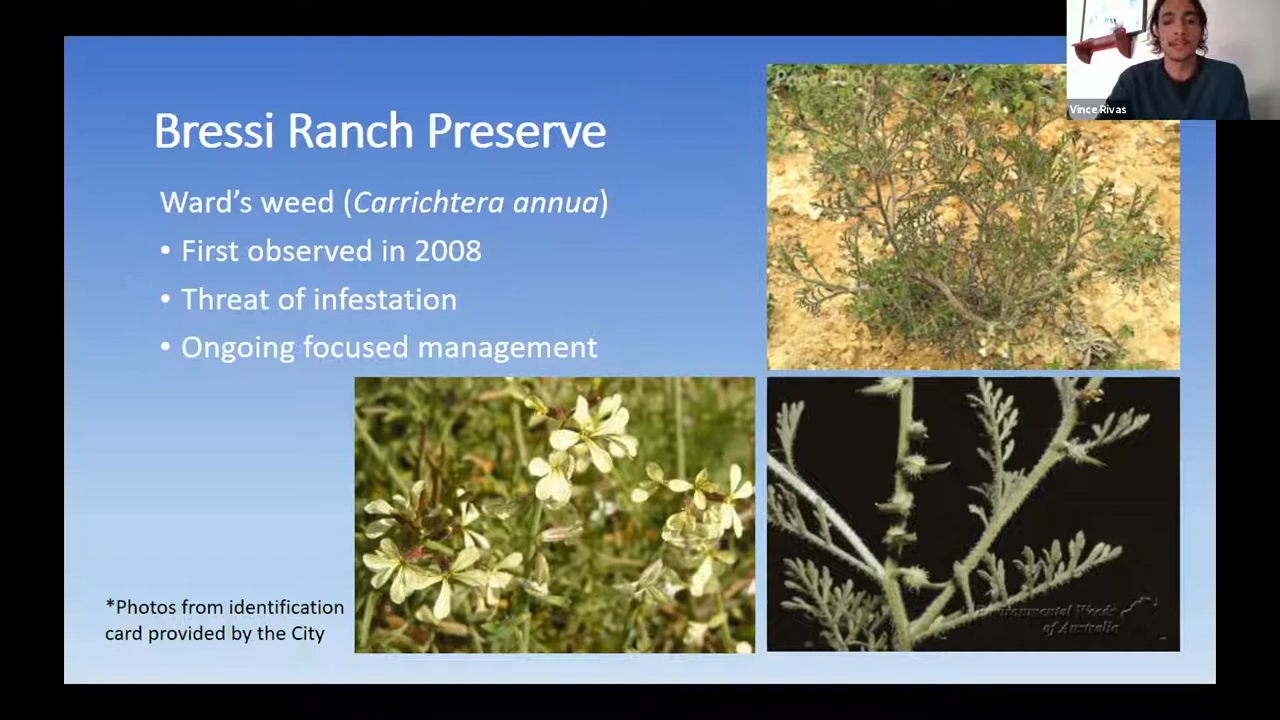 Bressi Ranch Preserve
Ward's weed (Carrichtera annua)
• First observed in 2008
• Threat of infestation
• Ongoing focused management
*Photos from identification
card provided by the City
2006
Vince Rivas
Environmental Weeds
of Australia